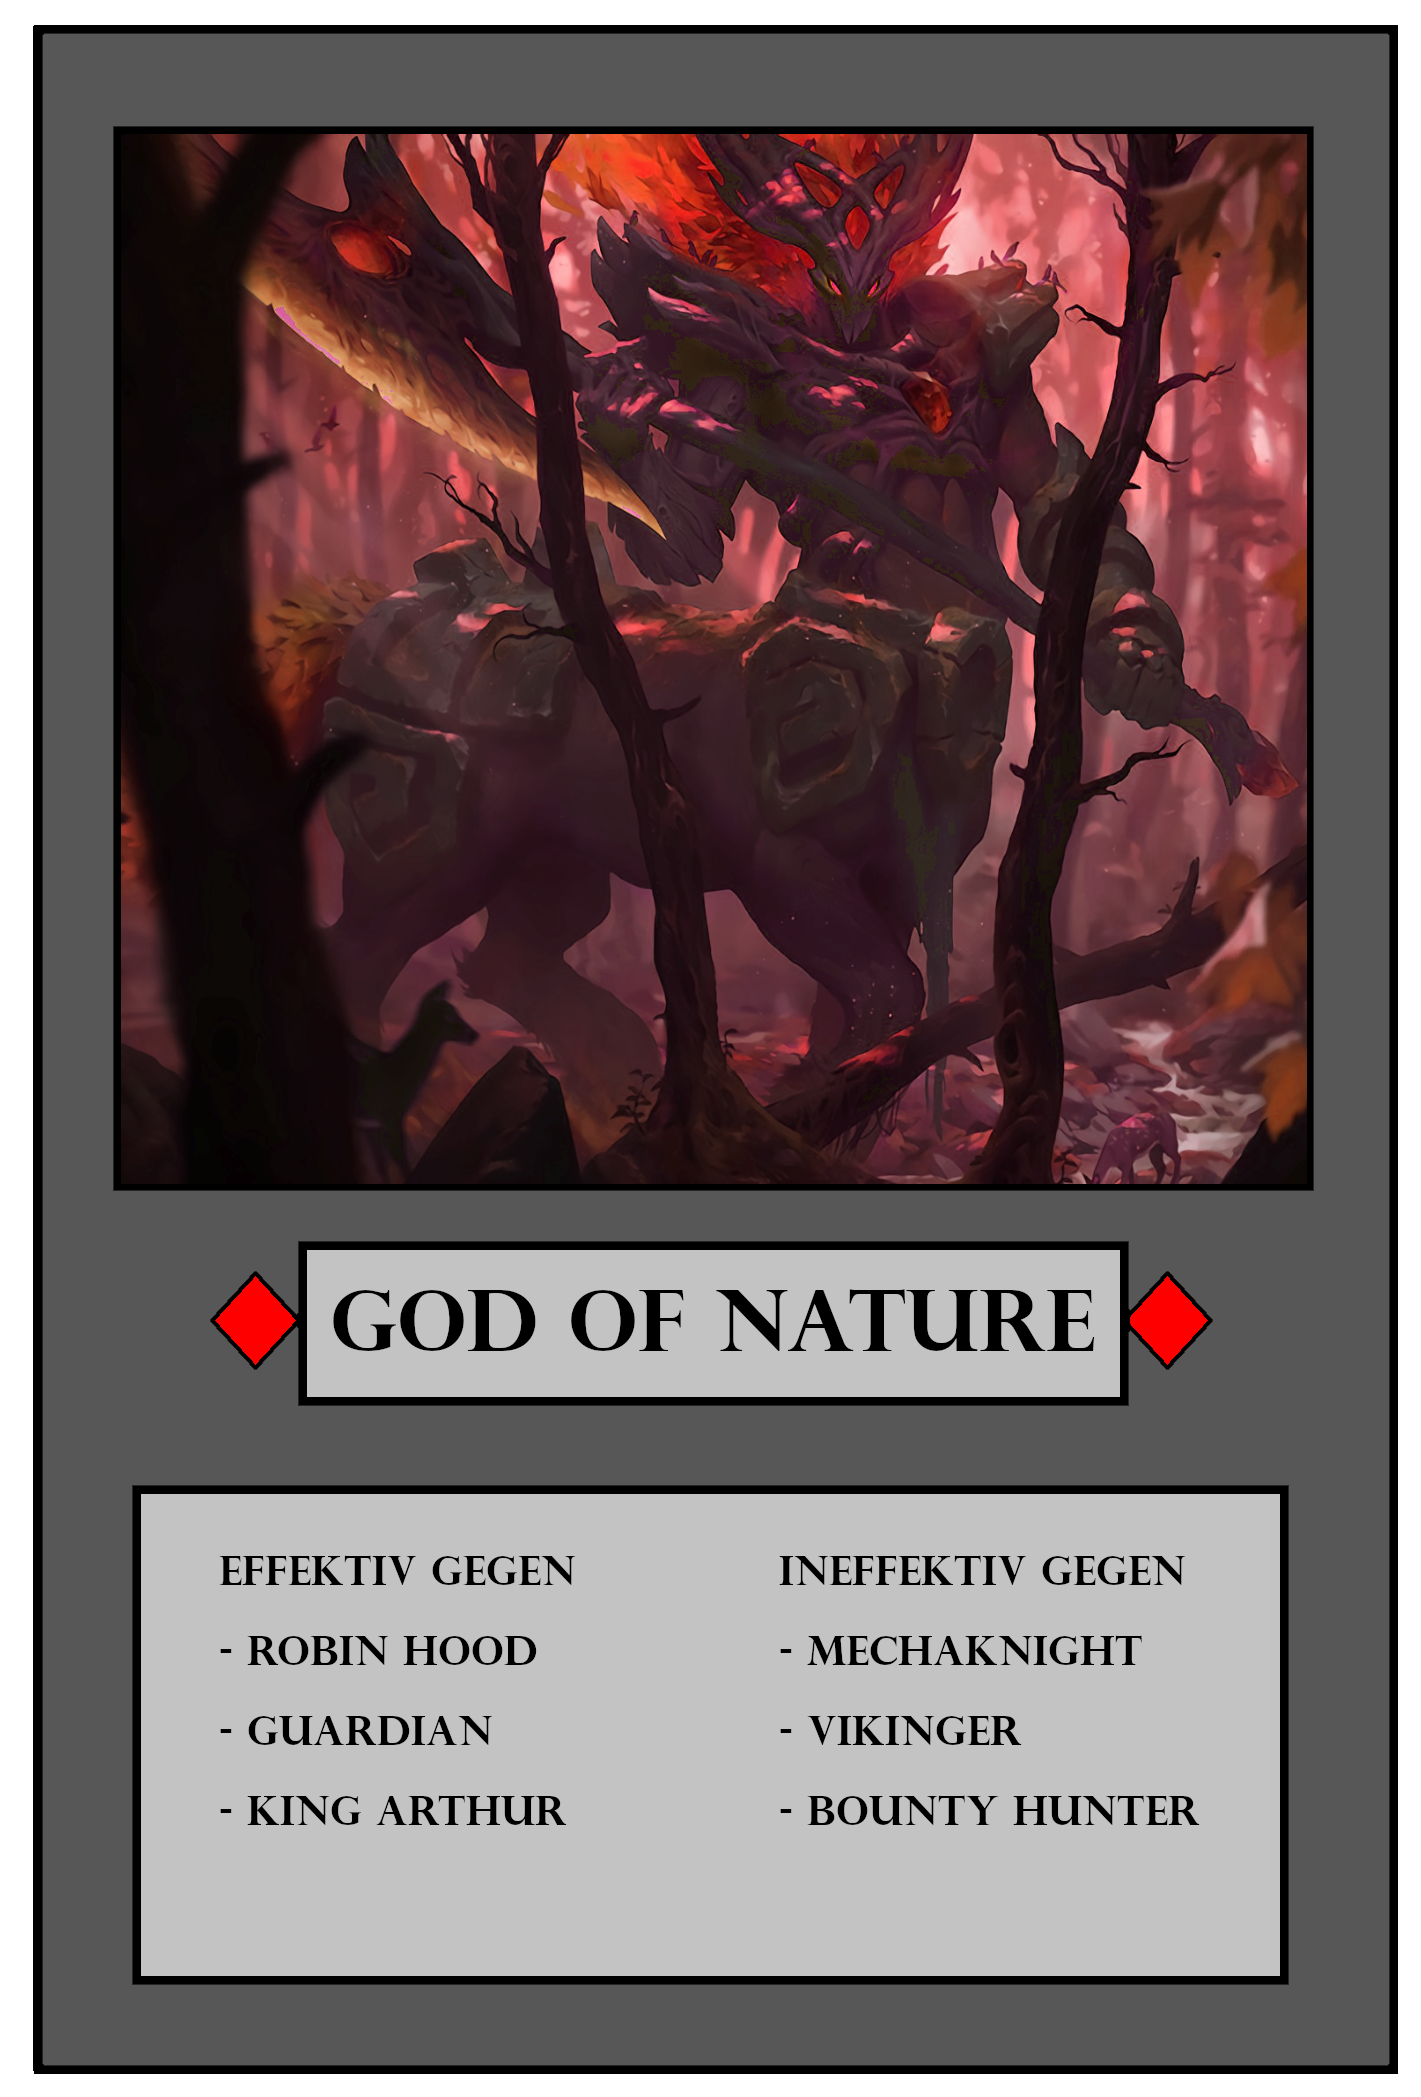 GOD OF NATURE
EFFEKTIV GEGEN
- ROBIN HOOD
- GUARDIAN
- KING ARTHUR
INEFFEKTIV GEGEN
- MECHAKNIGHT
- VIKINGER
- BOUNTY HUNTER